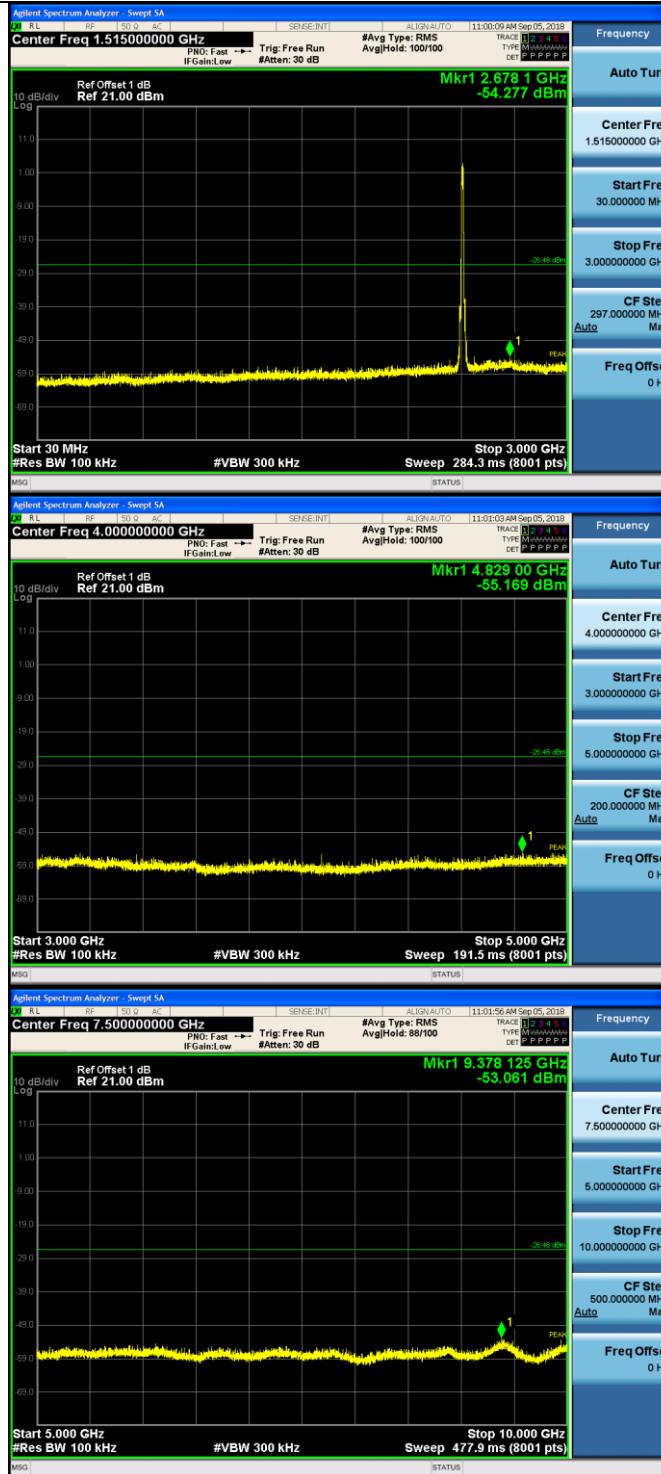 Agilent Spectrum Analyzer - Swept SA
RL RF 50 Ω AC SENSE:INT ALIGNAUTO 11:00:09 AM Sep 05, 2018
Center Freq 1.515000000 GHz #Avg Type: RMS TRACE 1 2 3 4 5 6
PNO: Fast Trig: Free Run Avg|Hold: 100/100 TYPE M
IFGain:Low #Atten: 30 dB DET P P P P P P
Ref Offset 1 dB Mkr1 2.678 1 GHz
10 dB/div Ref 21.00 dBm -54.277 dBm
Log
11.0
1.00
-9.00
-19.0
-26.46 dBm
-29.0
-39.0
-49.0
1
PEAK
-59.0
-69.0
Start 30 MHz Stop 3.000 GHz
#Res BW 100 kHz #VBW 300 kHz Sweep 284.3 ms (8001 pts)
MSG STATUS
Frequency
Auto Tun
Center Fre
1.515000000 GH
Start Fre
30.000000 MH
Stop Fre
3.000000000 GH
CF Ste
297.000000 MH
Auto Ma
Freq Offse
0 H
Agilent Spectrum Analyzer - Swept SA
RL RF 50 Ω AC SENSE:INT ALIGNAUTO 11:01:03 AM Sep 05, 2018
Center Freq 4.000000000 GHz #Avg Type: RMS TRACE 1 2 3 4 5 6
PNO: Fast Trig: Free Run Avg|Hold: 100/100 TYPE M
IFGain:Low #Atten: 30 dB DET P P P P P P
Ref Offset 1 dB Mkr1 4.829 00 GHz
10 dB/div Ref 21.00 dBm -55.169 dBm
Log
11.0
1.00
-9.00
-19.0
-26.46 dBm
-29.0
-39.0
-49.0
1
PEAK
-59.0
-69.0
Start 3.000 GHz Stop 5.000 GHz
#Res BW 100 kHz #VBW 300 kHz Sweep 191.5 ms (8001 pts)
MSG STATUS
Frequency
Auto Tun
Center Fre
4.000000000 GH
Start Fre
3.000000000 GH
Stop Fre
5.000000000 GH
CF Ste
200.000000 MH
Auto Ma
Freq Offse
0 H
Agilent Spectrum Analyzer - Swept SA
RL RF 50 Ω AC SENSE:INT ALIGNAUTO 11:01:56 AM Sep 05, 2018
Center Freq 7.500000000 GHz #Avg Type: RMS TRACE 1 2 3 4 5 6
PNO: Fast Trig: Free Run Avg|Hold: 88/100 TYPE M
IFGain:Low #Atten: 30 dB DET P P P P P P
Ref Offset 1 dB Mkr1 9.378 125 GHz
10 dB/div Ref 21.00 dBm -53.061 dBm
Log
11.0
1.00
-9.00
-19.0
-26.46 dBm
-29.0
-39.0
-49.0
1
PEAK
-59.0
-69.0
Start 5.000 GHz Stop 10.000 GHz
#Res BW 100 kHz #VBW 300 kHz Sweep 477.9 ms (8001 pts)
MSG STATUS
Frequency
Auto Tun
Center Fre
7.500000000 GH
Start Fre
5.000000000 GH
Stop Fre
10.000000000 GH
CF Ste
500.000000 MH
Auto Ma
Freq Offse
0 H